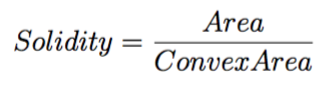 Solidity = Area / ConvexArea